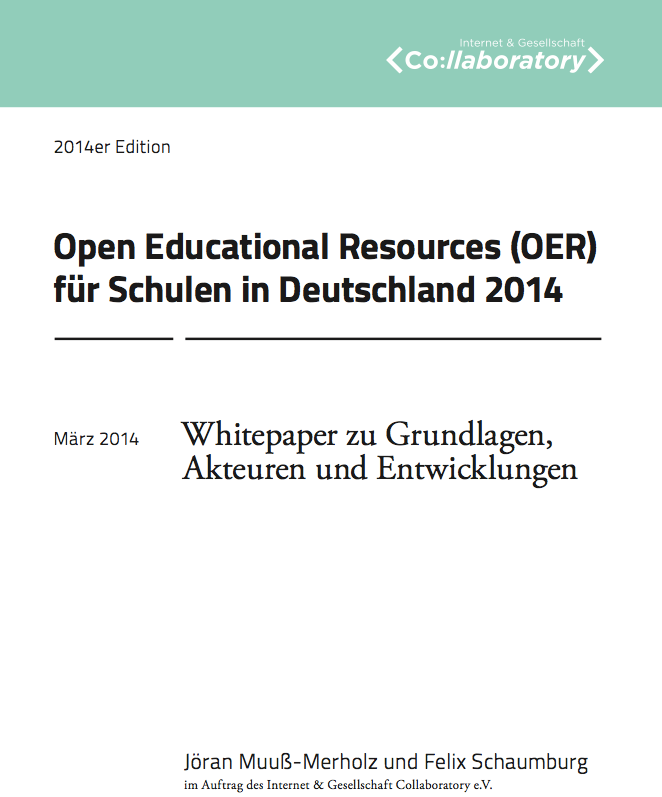 Internet & Gesellschaft
<Co:llaboratory>
2014er Edition
Open Educational Resources (OER)
für Schulen in Deutschland 2014
März 2014
Whitepaper zu Grundlagen,
Akteuren und Entwicklungen
Jöran Muuß-Merholz und Felix Schaumburg
im Auftrag des Internet & Gesellschaft Collaboratory e.V.